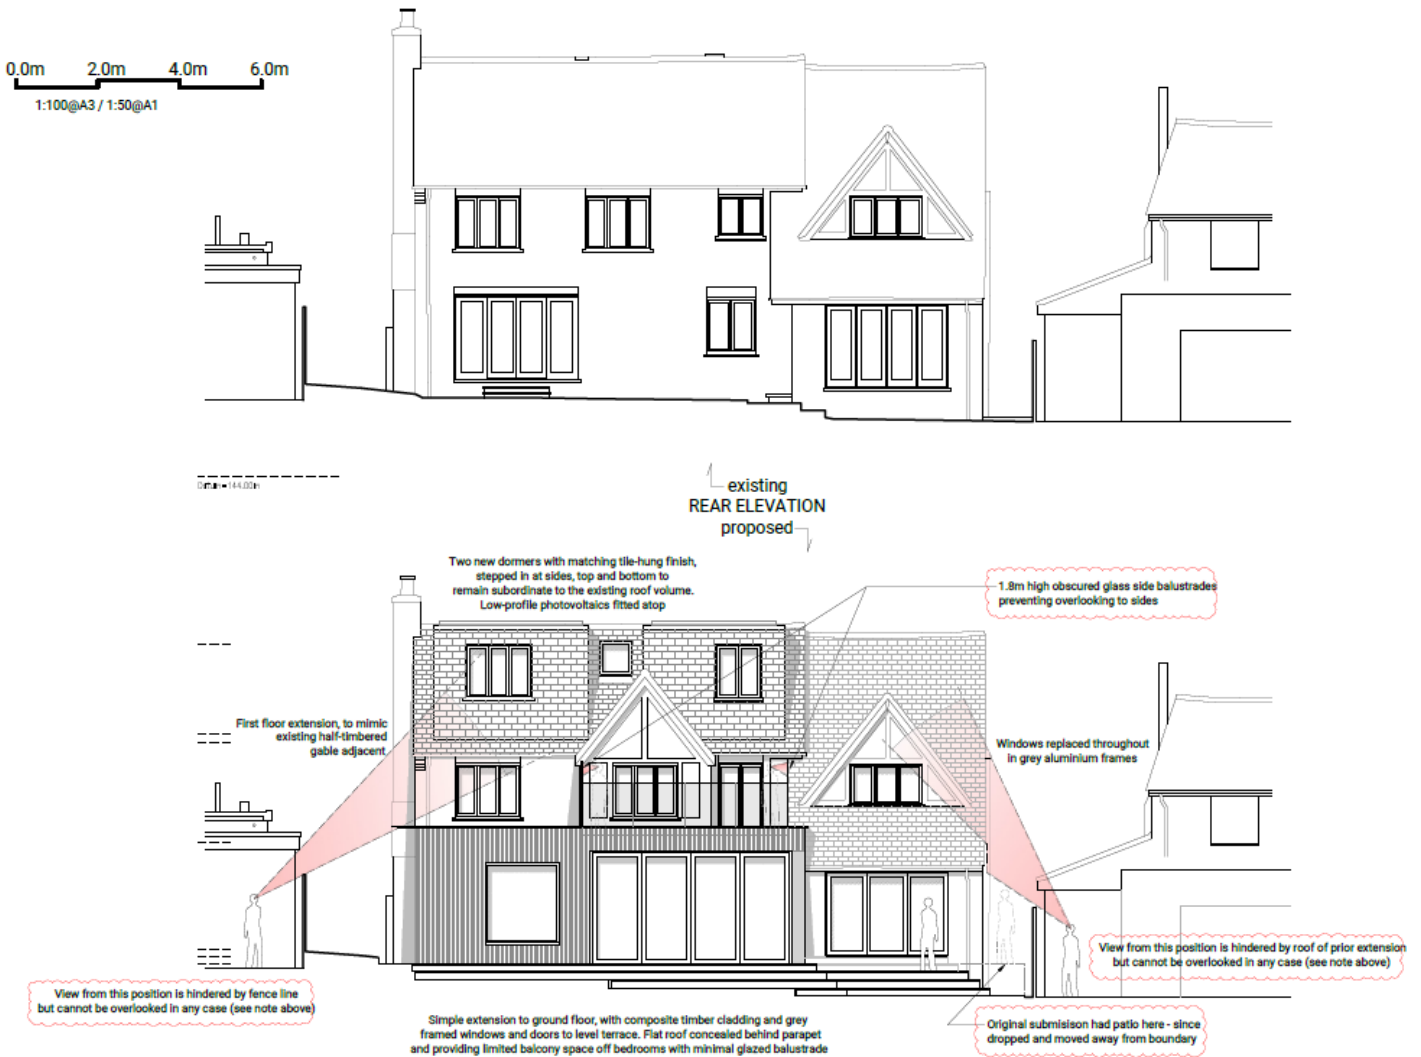 0.0m 2.0m 4.0m 6.0m
1:100@A3 / 1:50@A1
existing
REAR ELEVATION
proposed
Two new dormers with matching tile-hung finish,
stepped in at sides, top and bottom to
remain subordinate to the existing roof volume.
Low-profile photovoltaics fitted atop
1.8m high obscured glass side balustrades
preventing overlooking to sides
First floor extension, to mimic
existing half-timbered
gable adjacent
Windows replaced throughout
in grey aluminium frames
View from this position is hindered by roof of prior extension
but cannot be overlooked in any case (see note above)
View from this position is hindered by fence line
but cannot be overlooked in any case (see note above)
Simple extension to ground floor, with composite timber cladding and grey
framed windows and doors to level terrace. Flat roof concealed behind parapet
and providing limited balcony space off bedrooms with minimal glazed balustrade
Original submisison had patio here - since
dropped and moved away from boundary